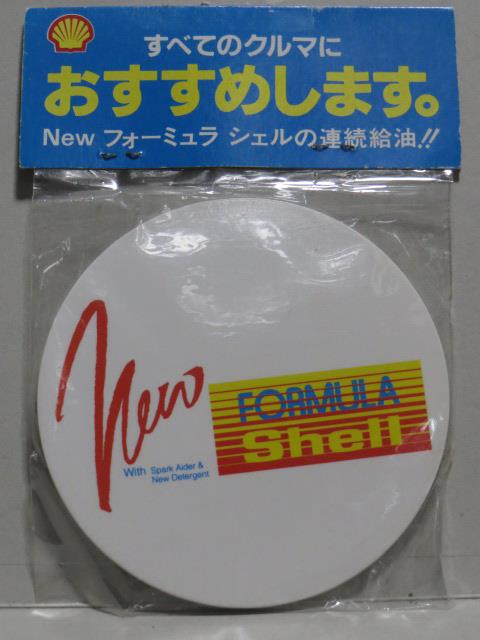 すべてのクルマに
おすすめします。
New フォーミュラ シェルの連続給油!!
New
FORMULA
Shell
With Spark Aider &
New Detergent